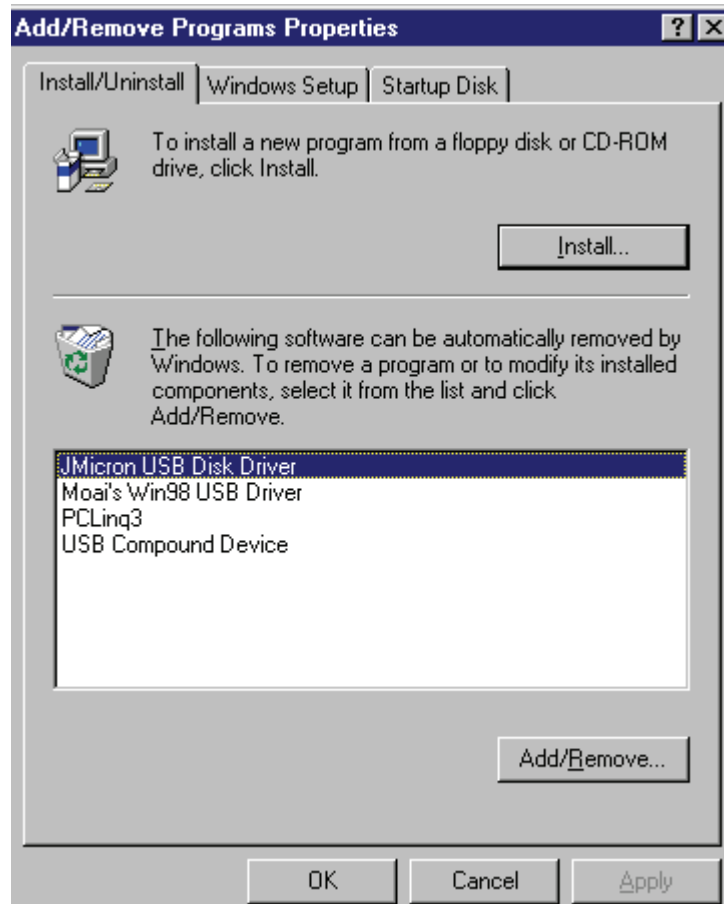 Add/Remove Programs Properties
Install/Uninstall
Windows Setup
Startup Disk
To install a new program from a floppy disk or CD-ROM
drive, click Install.
Install...
The following software can be automatically removed by
Windows. To remove a program or to modify its installed
components, select it from the list and click
Add/Remove.
JMicron USB Disk Driver
Moai's Win98 USB Driver
PCLinq3
USB Compound Device
Add/Remove...
OK
Cancel
Apply